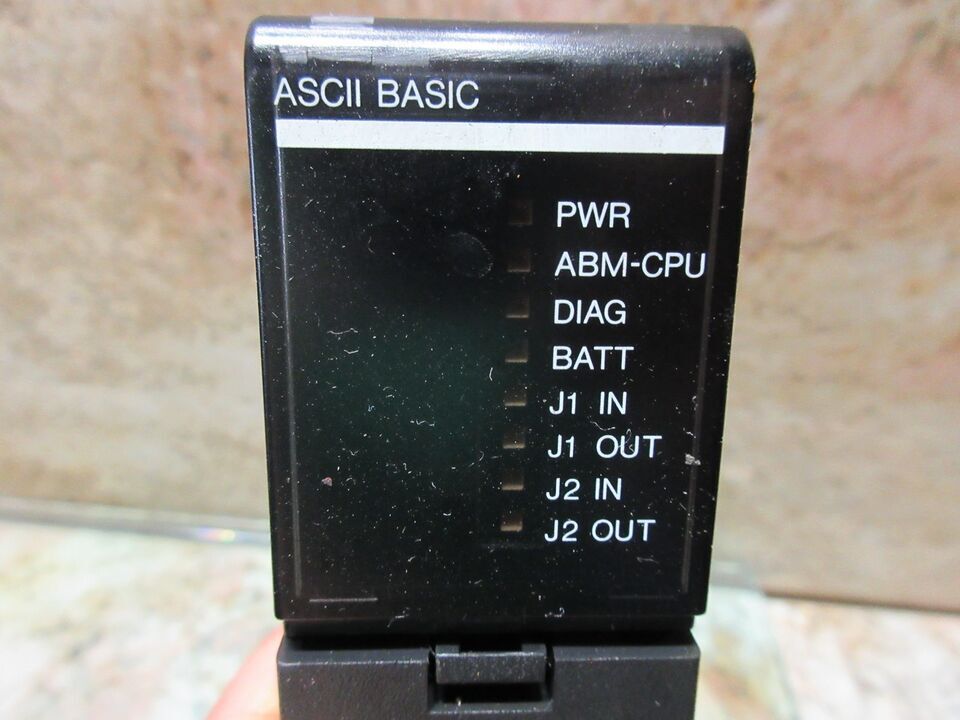 ASCII BASIC
PWR
ABM-CPU
DIAG
BATT
J1 IN
J1 OUT
J2 IN
J2 OUT